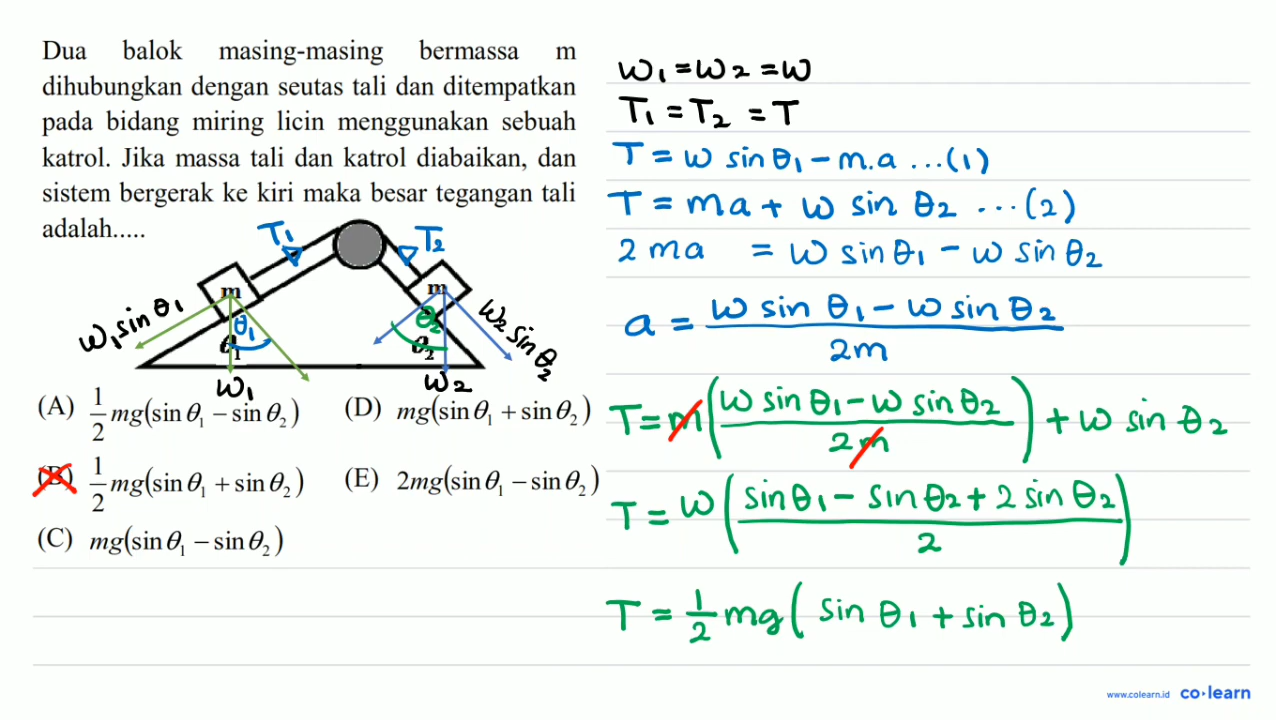 Dua balok masing-masing bermassa m
dihubungkan dengan seutas tali dan ditempatkan
pada bidang miring licin menggunakan sebuah
katrol. Jika massa tali dan katrol diabaikan, dan
sistem bergerak ke kiri maka besar tegangan tali
adalah.....
T₁ T₂
m m
w₁ sin θ₁ θ₁ θ₂ w₂ sin θ₂
θ₁ θ₂
w₁ w₂
(A) 1/2 mg(sin θ₁ − sin θ₂) (D) mg(sin θ₁ + sin θ₂)
(B) 1/2 mg(sin θ₁ + sin θ₂) (E) 2mg(sin θ₁ − sin θ₂)
(C) mg(sin θ₁ − sin θ₂)
w₁ = w₂ = w
T₁ = T₂ = T
T = w sin θ₁ − m.a ...(1)
T = ma + w sin θ₂ ...(2)
2 ma = w sin θ₁ − w sin θ₂
a = (w sin θ₁ − w sin θ₂)/2m
T = m((w sin θ₁ − w sin θ₂)/2m) + w sin θ₂
T = w((sin θ₁ − sin θ₂ + 2 sin θ₂)/2)
T = 1/2 mg(sin θ₁ + sin θ₂)
www.colearn.id co·learn